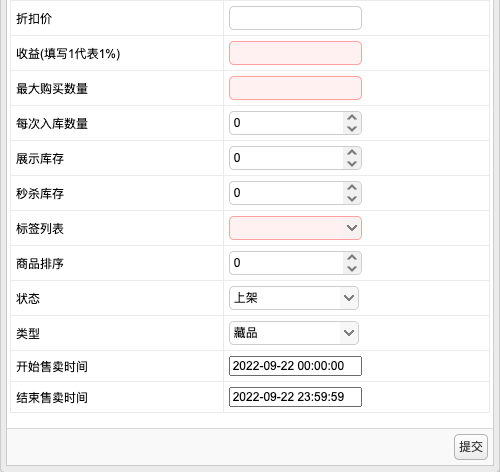 折扣价
收益(填写1代表1%)
最大购买数量
每次入库数量 0
展示库存 0
秒杀库存 0
标签列表
商品排序 0
状态 上架
类型 藏品
开始售卖时间 2022-09-22 00:00:00
结束售卖时间 2022-09-22 23:59:59
提交